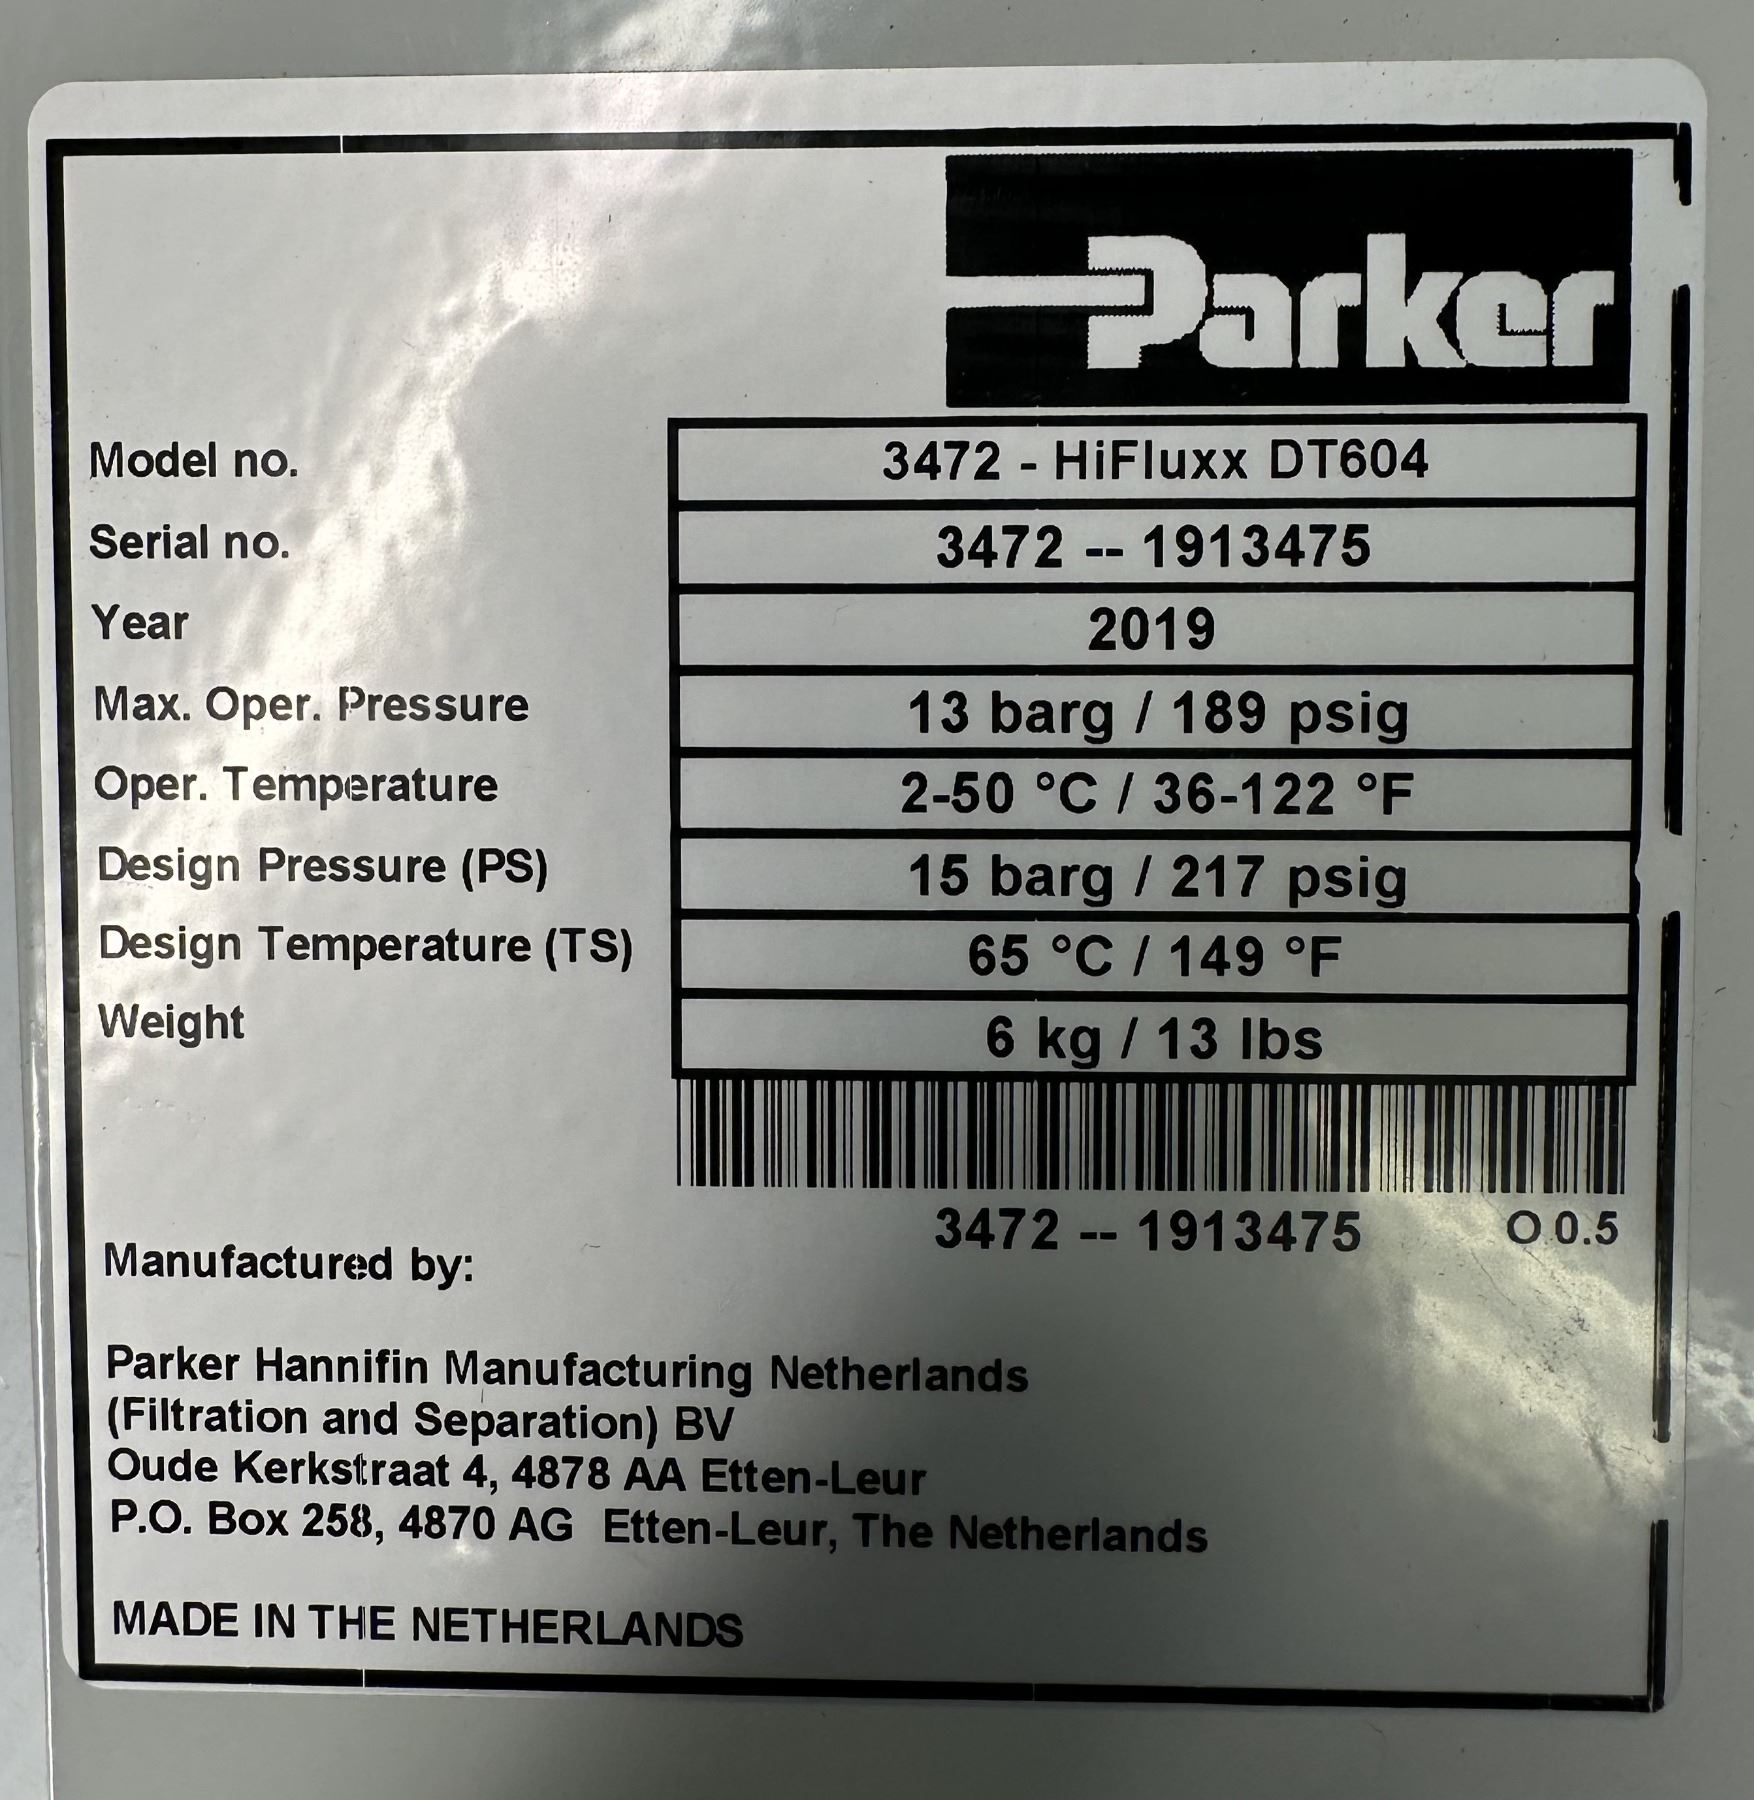 Parker
Model no. 3472 - HiFluxx DT604
Serial no. 3472 -- 1913475
Year 2019
Max. Oper. Pressure 13 barg / 189 psig
Oper. Temperature 2-50 °C / 36-122 °F
Design Pressure (PS) 15 barg / 217 psig
Design Temperature (TS) 65 °C / 149 °F
Weight 6 kg / 13 lbs
3472 -- 1913475 O 0.5
Manufactured by:
Parker Hannifin Manufacturing Netherlands
(Filtration and Separation) BV
Oude Kerkstraat 4, 4878 AA Etten-Leur
P.O. Box 258, 4870 AG Etten-Leur, The Netherlands
MADE IN THE NETHERLANDS